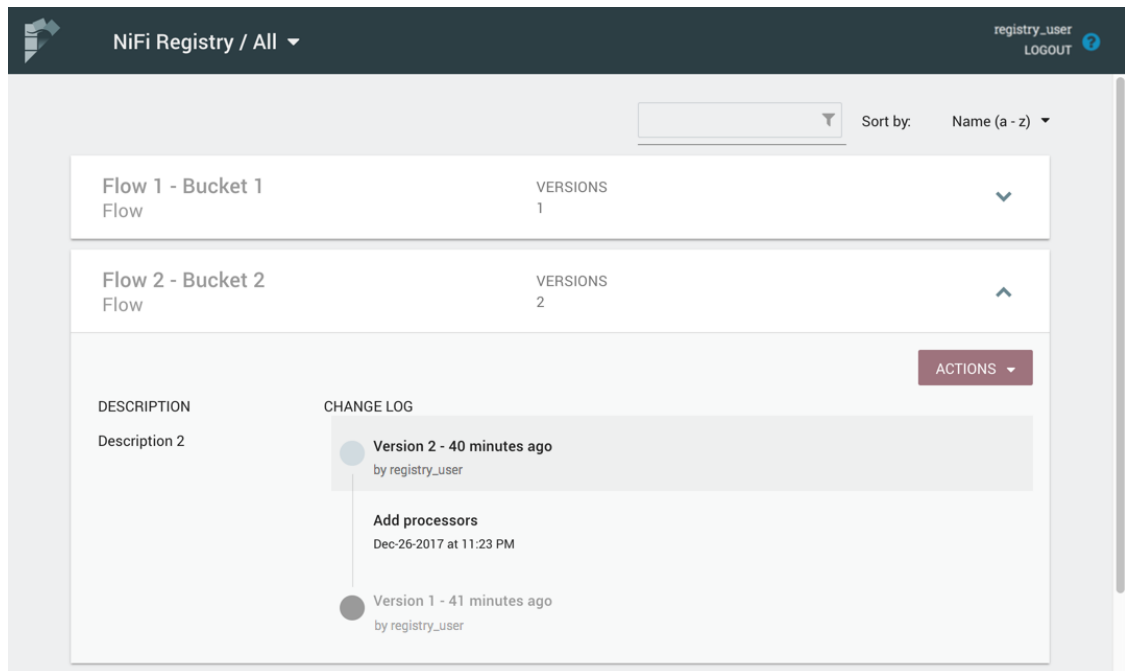 NiFi Registry / All
registry_user
LOGOUT
?
Sort by:
Name (a - z)
Flow 1 - Bucket 1
Flow
VERSIONS
1
Flow 2 - Bucket 2
Flow
VERSIONS
2
ACTIONS
DESCRIPTION
Description 2
CHANGE LOG
Version 2 - 40 minutes ago
by registry_user
Add processors
Dec-26-2017 at 11:23 PM
Version 1 - 41 minutes ago
by registry_user